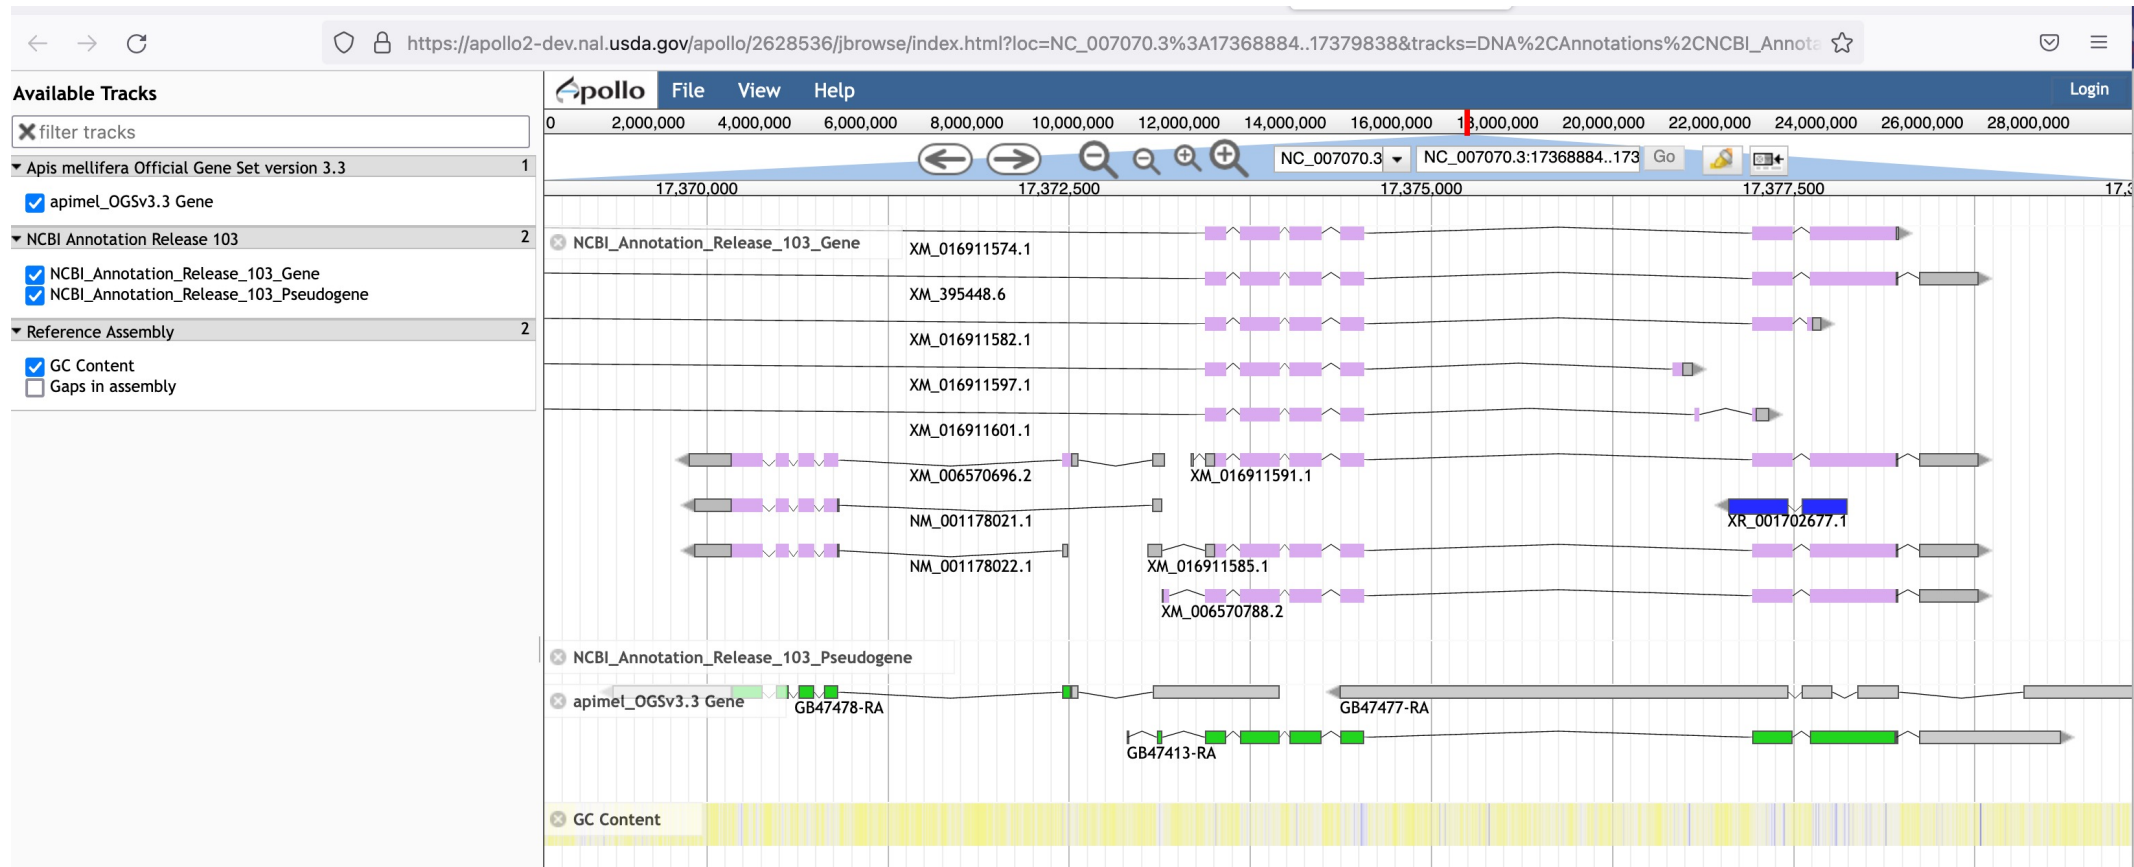 https://apollo2-dev.nal.usda.gov/apollo/2628536/jbrowse/index.html?loc=NC_007070.3%3A17368884..17379838&tracks=DNA%2CAnnotations%2CNCBI_Annota
Available Tracks
filter tracks
Apis mellifera Official Gene Set version 3.3 1
apimel_OGSv3.3 Gene
NCBI Annotation Release 103 2
NCBI_Annotation_Release_103_Gene
NCBI_Annotation_Release_103_Pseudogene
Reference Assembly 2
GC Content
Gaps in assembly
Apollo File View Help Login
0 2,000,000 4,000,000 6,000,000 8,000,000 10,000,000 12,000,000 14,000,000 16,000,000 18,000,000 20,000,000 22,000,000 24,000,000 26,000,000 28,000,000
NC_007070.3 NC_007070.3:17368884..173 Go
17,370,000 17,372,500 17,375,000 17,377,500 17,3
NCBI_Annotation_Release_103_Gene
XM_016911574.1
XM_395448.6
XM_016911582.1
XM_016911597.1
XM_016911601.1
XM_006570696.2 XM_016911591.1
NM_001178021.1 XR_001702677.1
NM_001178022.1 XM_016911585.1
XM_006570788.2
NCBI_Annotation_Release_103_Pseudogene
apimel_OGSv3.3 Gene
GB47478-RA GB47477-RA
GB47413-RA
GC Content